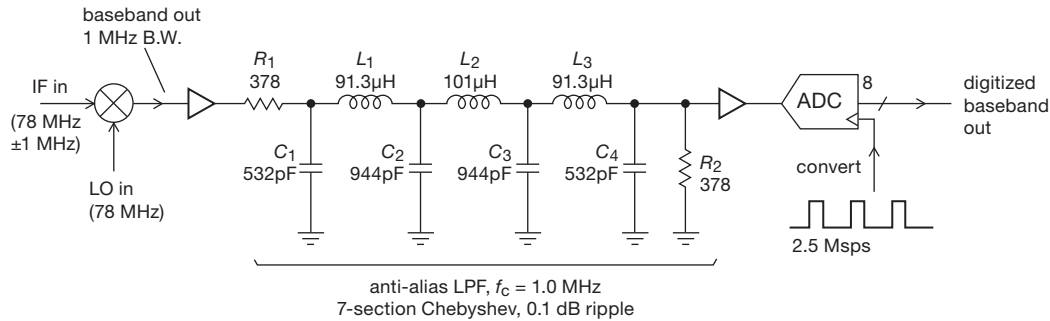 baseband out
1 MHz B.W.
IF in
(78 MHz
±1 MHz)
LO in
(78 MHz)
R1
378
L1
91.3μH
L2
101μH
L3
91.3μH
C1
532pF
C2
944pF
C3
944pF
C4
532pF
R2
378
ADC
8
digitized
baseband
out
convert
2.5 Msps
anti-alias LPF, fc = 1.0 MHz
7-section Chebyshev, 0.1 dB ripple